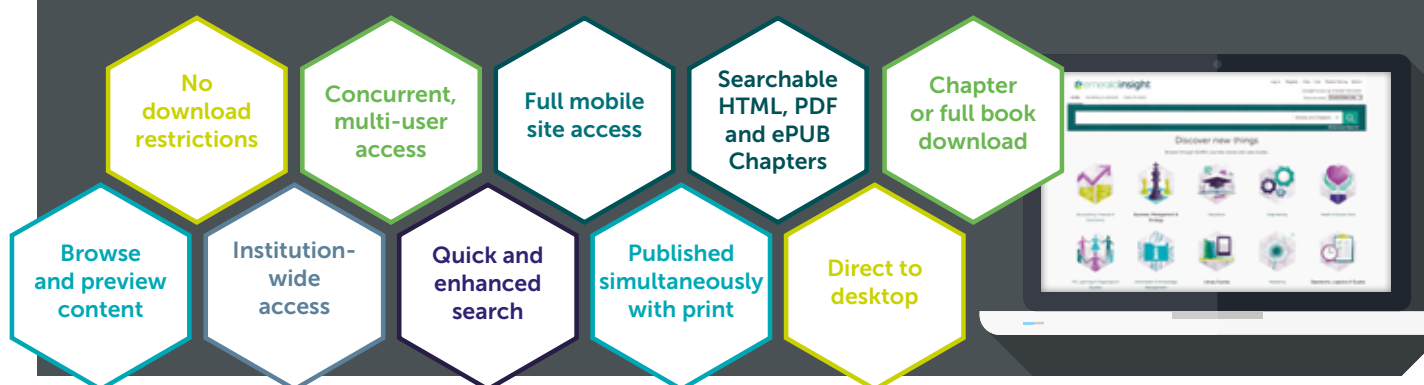 No
download
restrictions
Concurrent,
multi-user
access
Full mobile
site access
Searchable
HTML, PDF
and ePUB
Chapters
Chapter
or full book
download
Browse
and preview
content
Institution-
wide
access
Quick and
enhanced
search
Published
simultaneously
with print
Direct to
desktop
emeraldinsight
Discover new things